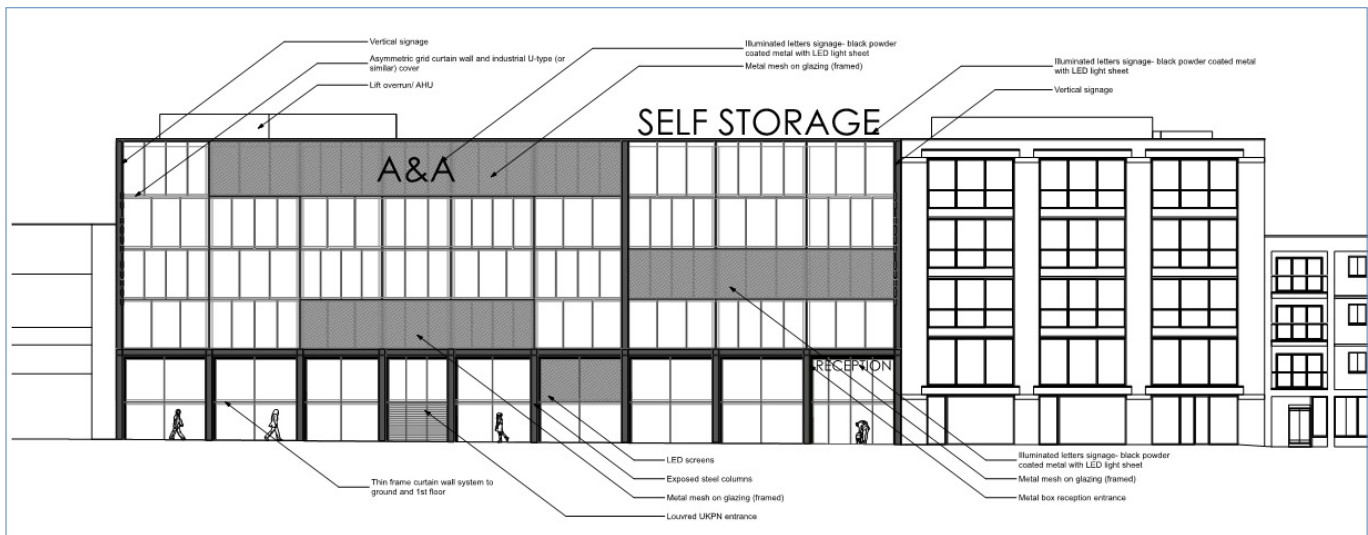 Vertical signage
Asymmetric grid curtain wall and industrial U-type (or
similar) cover
Lift overrun/ AHU
Illuminated letters signage- black powder
coated metal with LED light sheet
Metal mesh on glazing (framed)
Illuminated letters signage- black powder coated metal
with LED light sheet
Vertical signage
SELF STORAGE
A&A
RECEPTION
LED screens
Exposed steel columns
Metal mesh on glazing (framed)
Louvred UKPN entrance
Thin frame curtain wall system to
ground and 1st floor
Illuminated letters signage- black powder
coated metal with LED light sheet
Metal mesh on glazing (framed)
Metal box reception entrance